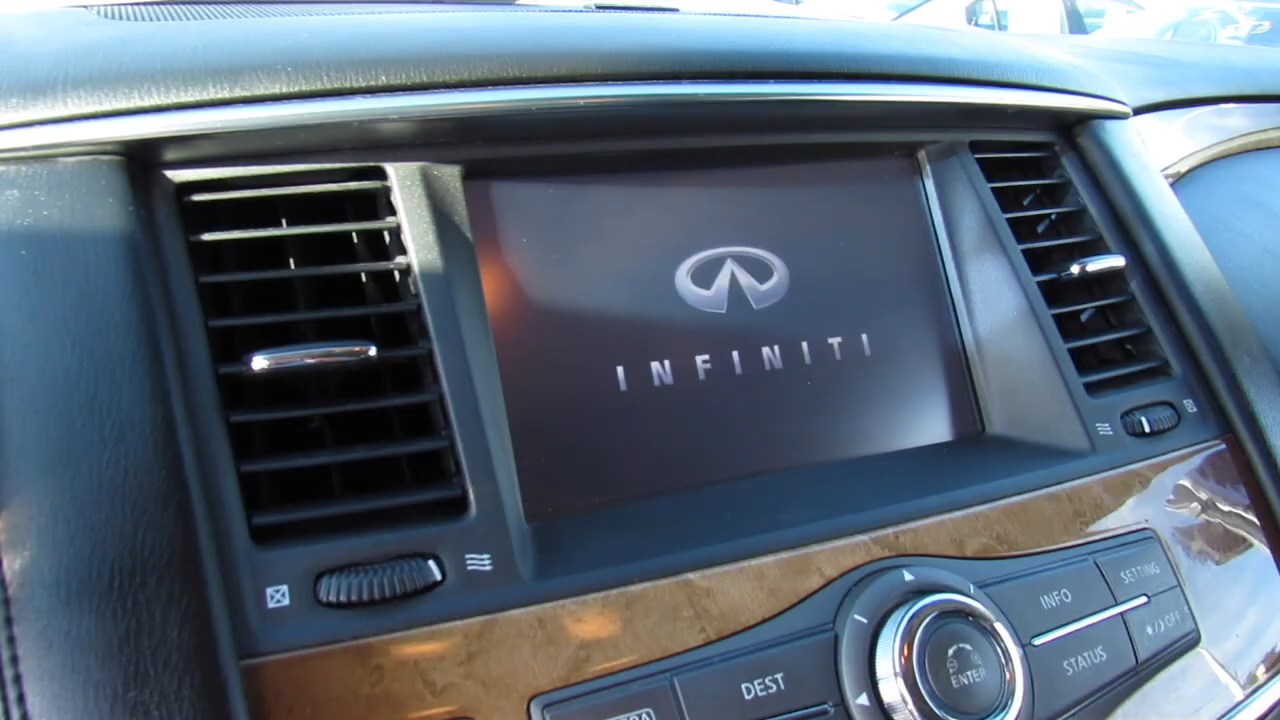 INFINITI
INFO
SETTING
DEST
ENTER
STATUS
OFF